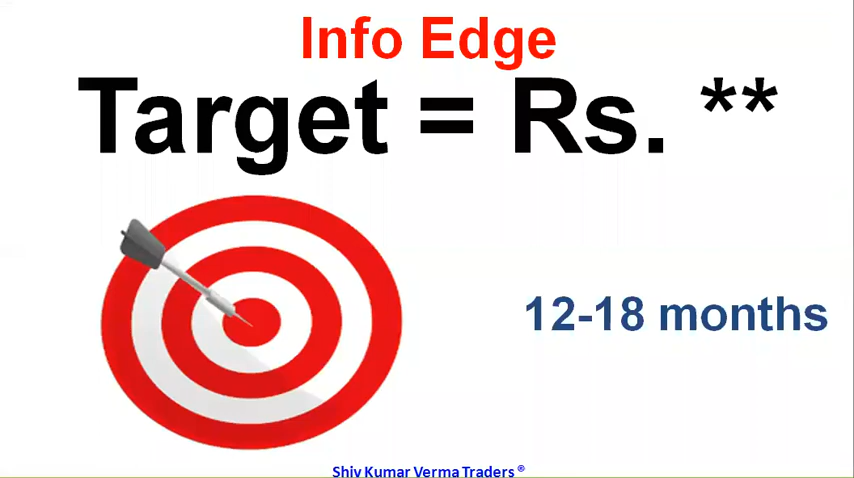 Info Edge
Target = Rs. **
12-18 months
Shiv Kumar Verma Traders ®